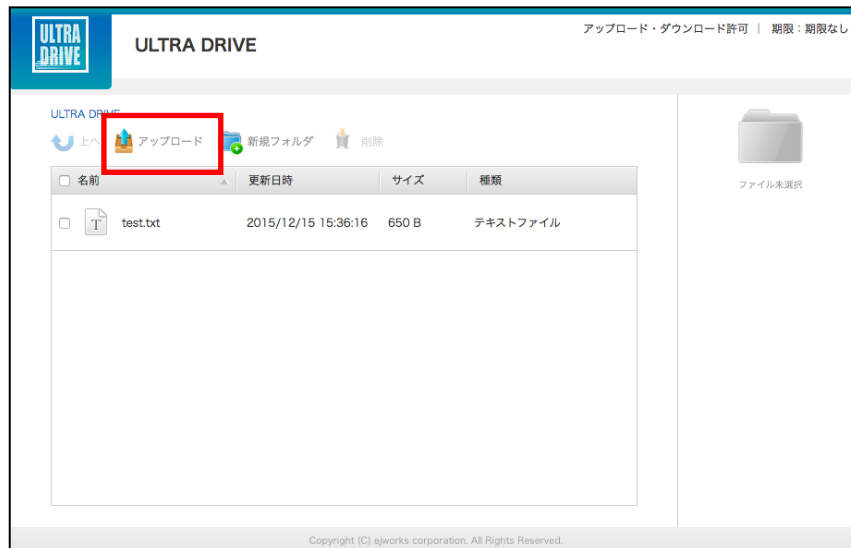 ULTRA
DRIVE
ULTRA DRIVE
アップロード・ダウンロード許可 | 期限：期限なし
ULTRA DRIVE
上へ アップロード 新規フォルダ 削除
名前 更新日時 サイズ 種類
T test.txt 2015/12/15 15:36:16 650 B テキストファイル
ファイル未選択
Copyright (C) ejworks corporation. All Rights Reserved.